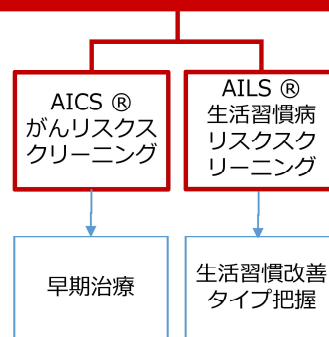 AICS ®
がんリスクス
クリーニング
AILS ®
生活習慣病
リスクスク
リーニング
早期治療
生活習慣改善
タイプ把握